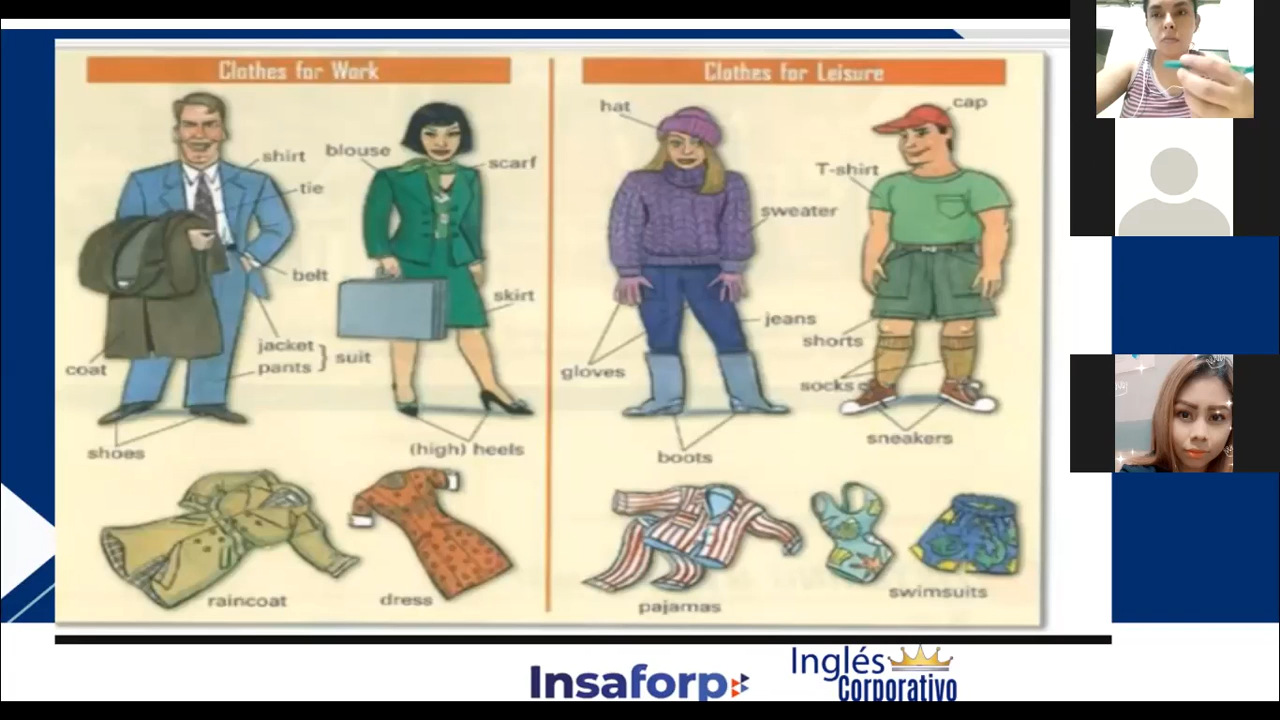 Clothes for Work
Clothes for Leisure
shirt
blouse
scarf
tie
belt
skirt
jacket
pants
suit
coat
shoes
(high) heels
raincoat
dress
hat
cap
T-shirt
sweater
jeans
shorts
gloves
socks
sneakers
boots
pajamas
swimsuits
Insaforp
Inglés
Corporativo